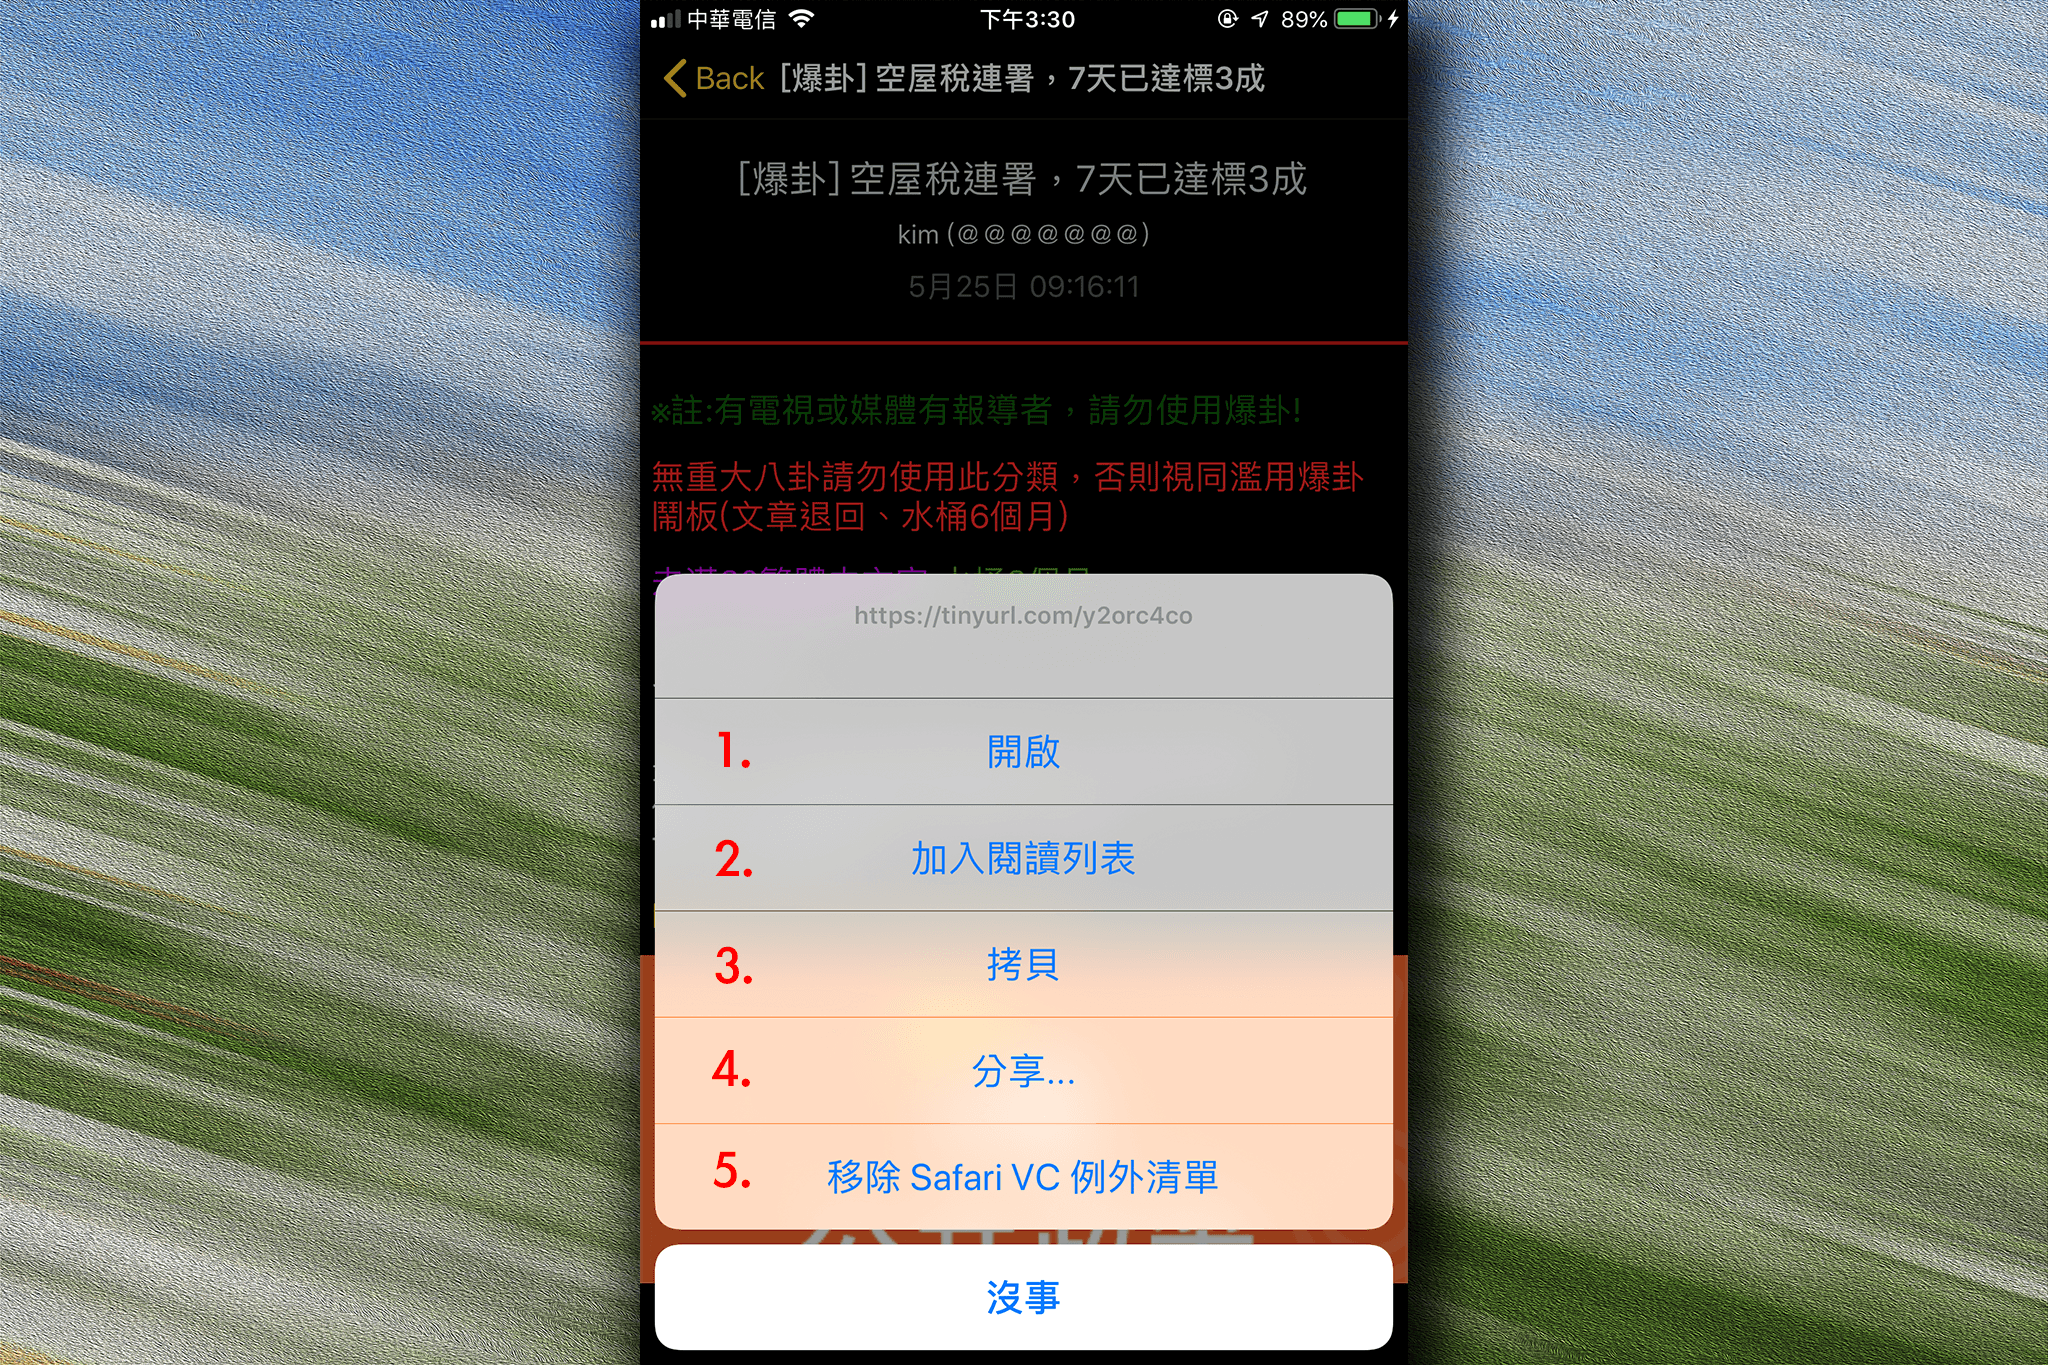 中華電信 下午3:30 89%
Back [爆卦] 空屋稅連署，7天已達標3成
[爆卦] 空屋稅連署，7天已達標3成
kim (@@@@@@@)
5月25日 09:16:11
※註:有電視或媒體有報導者，請勿使用爆卦!
無重大八卦請勿使用此分類，否則視同濫用爆卦
鬧板(文章退回、水桶6個月)
https://tinyurl.com/y2orc4co
1. 開啟
2. 加入閱讀列表
3. 拷貝
4. 分享...
5. 移除 Safari VC 例外清單
沒事